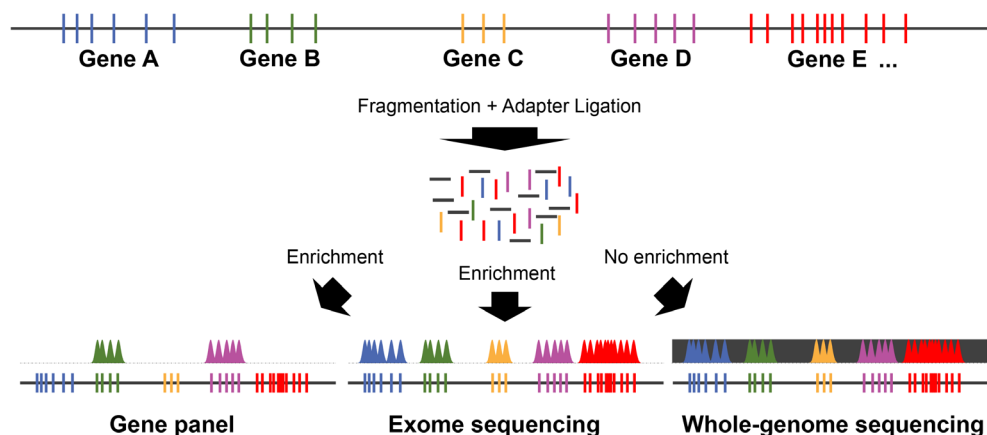 Gene A Gene B Gene C Gene D Gene E ...
Fragmentation + Adapter Ligation
Enrichment Enrichment No enrichment
Gene panel Exome sequencing Whole-genome sequencing